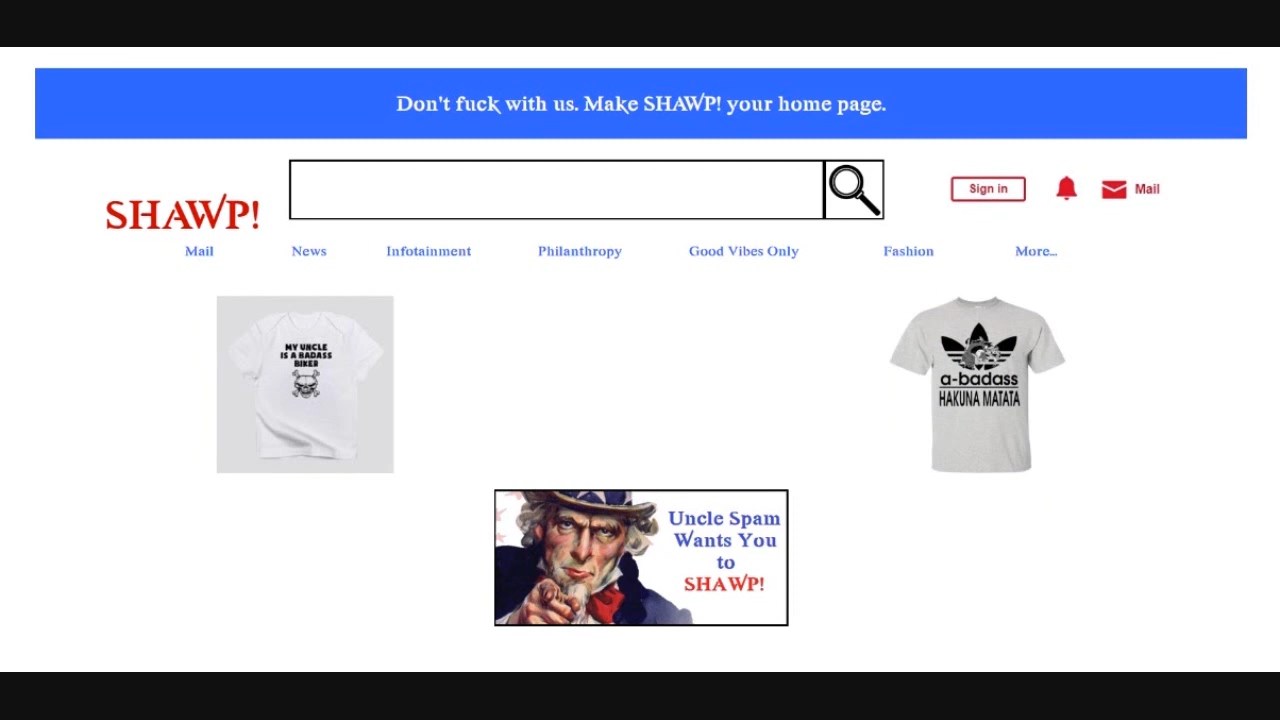 Don't fuck with us. Make SHAWP! your home page.
SHAWP!
Sign in
Mail
Mail
News
Infotainment
Philanthropy
Good Vibes Only
Fashion
More...
MY UNCLE
IS A BADASS
BIKER
a-badass
HAKUNA MATATA
Uncle Spam
Wants You
to
SHAWP!